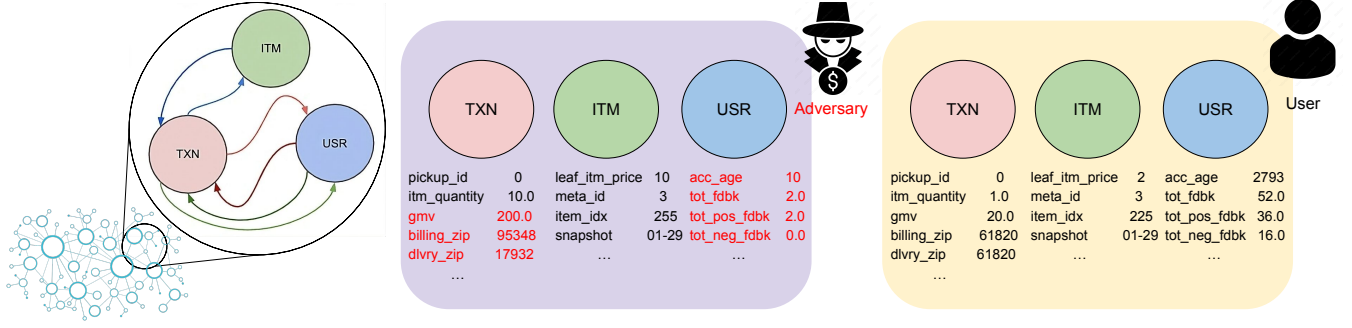 ITM
TXN
USR
TXN
ITM
USR
$
Adversary
pickup_id 0
itm_quantity 10.0
gmv 200.0
billing_zip 95348
dlvry_zip 17932
...
leaf_itm_price 10
meta_id 3
item_idx 255
snapshot 01-29
...
acc_age 10
tot_fdbk 2.0
tot_pos_fdbk 2.0
tot_neg_fdbk 0.0
...
TXN
ITM
USR
User
pickup_id 0
itm_quantity 1.0
gmv 20.0
billing_zip 61820
dlvry_zip 61820
...
leaf_itm_price 2
meta_id 3
item_idx 225
snapshot 01-29
...
acc_age 2793
tot_fdbk 52.0
tot_pos_fdbk 36.0
tot_neg_fdbk 16.0
...